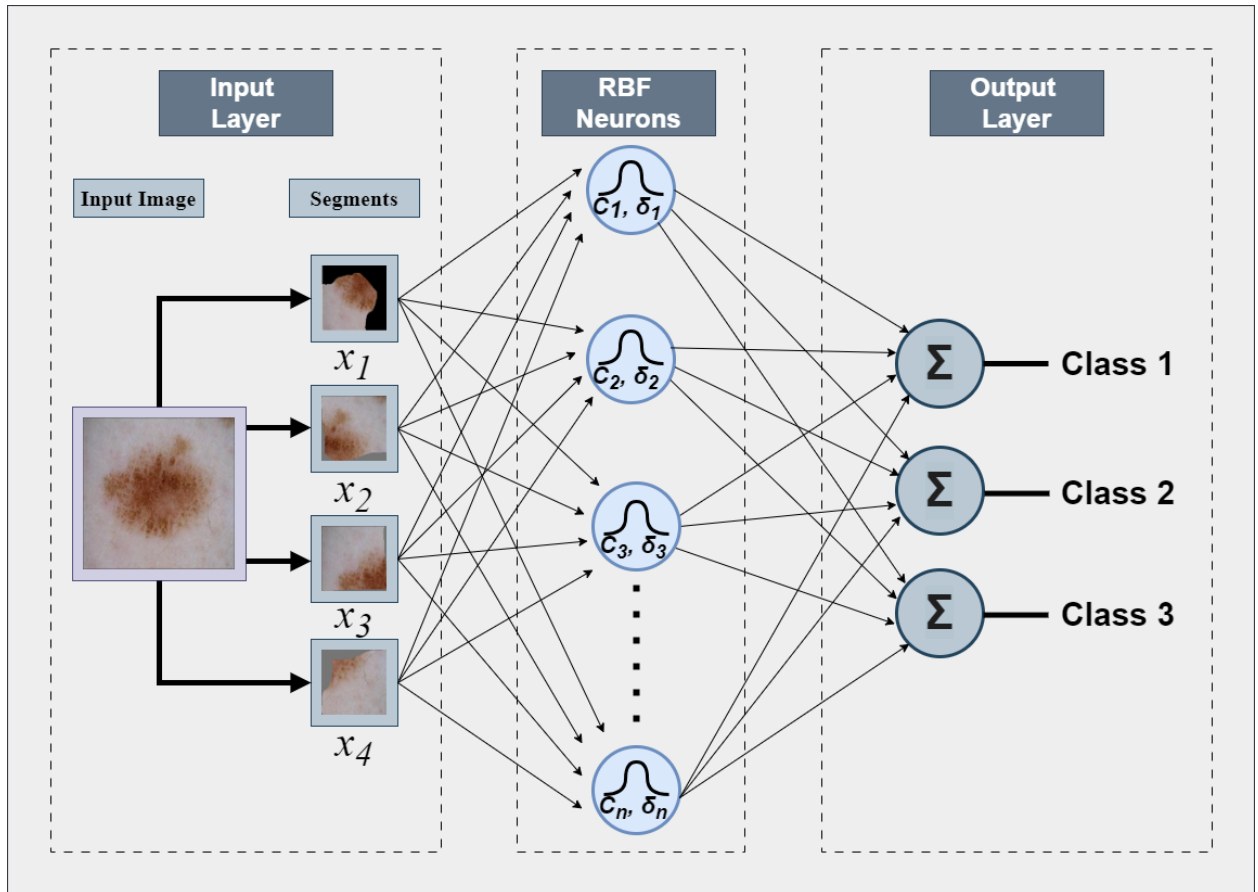 Input
Layer
RBF
Neurons
Output
Layer
Input Image
Segments
x1
x2
x3
x4
C1, δ1
C2, δ2
C3, δ3
Cn, δn
Σ
Class 1
Σ
Class 2
Σ
Class 3